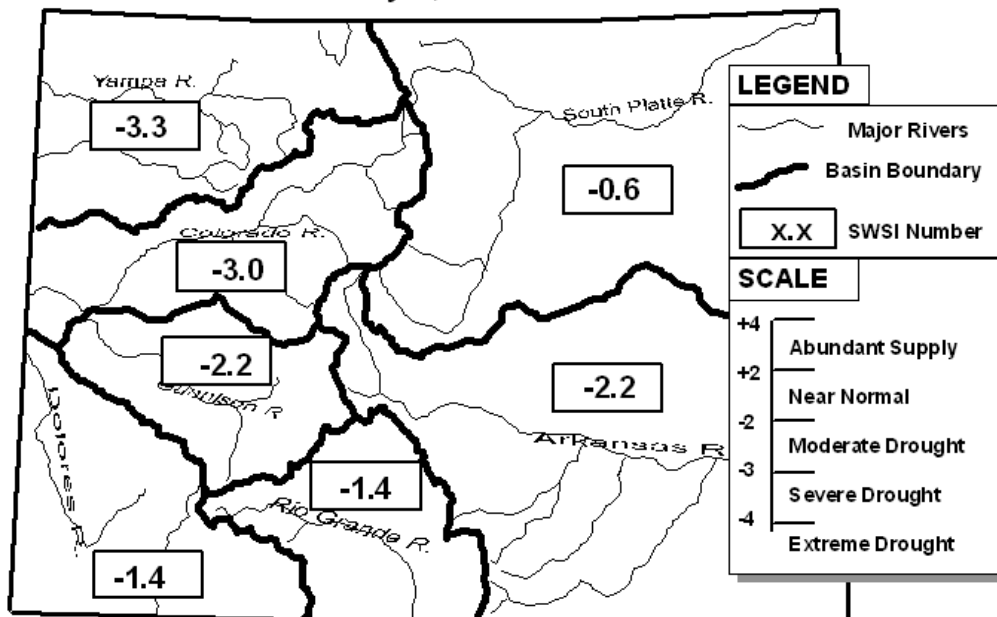 Yampa R.
-3.3
South Platte R.
-0.6
Colorado R.
-3.0
-2.2
Gunnison R
-2.2
Arkansas R
Dolores R
-1.4
Rio Grande R.
-1.4
LEGEND
Major Rivers
Basin Boundary
X.X SWSI Number
SCALE
+4
Abundant Supply
+2
Near Normal
-2
Moderate Drought
-3
Severe Drought
-4
Extreme Drought